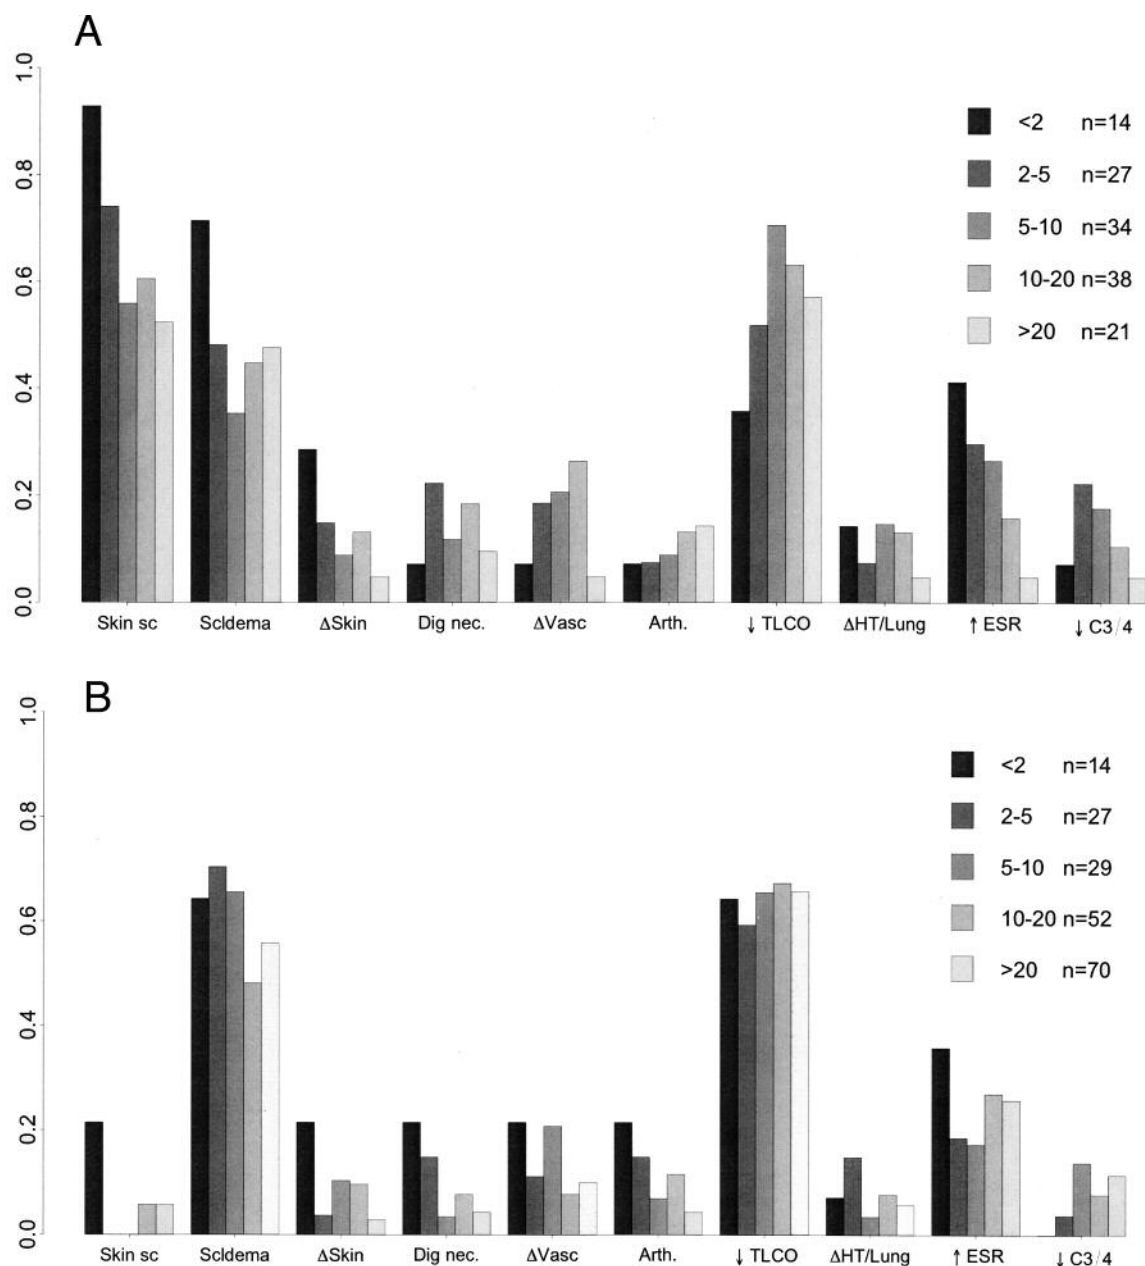 A
1.0
0.8
0.6
0.4
0.2
0.0
<2 n=14
2-5 n=27
5-10 n=34
10-20 n=38
>20 n=21
Skin sc Scldema ΔSkin Dig nec. ΔVasc Arth. ↓ TLCO ΔHT/Lung ↑ ESR ↓ C3/4
B
1.0
0.8
0.6
0.4
0.2
0.0
<2 n=14
2-5 n=27
5-10 n=29
10-20 n=52
>20 n=70
Skin sc Scldema ΔSkin Dig nec. ΔVasc Arth. ↓ TLCO ΔHT/Lung ↑ ESR ↓ C3/4